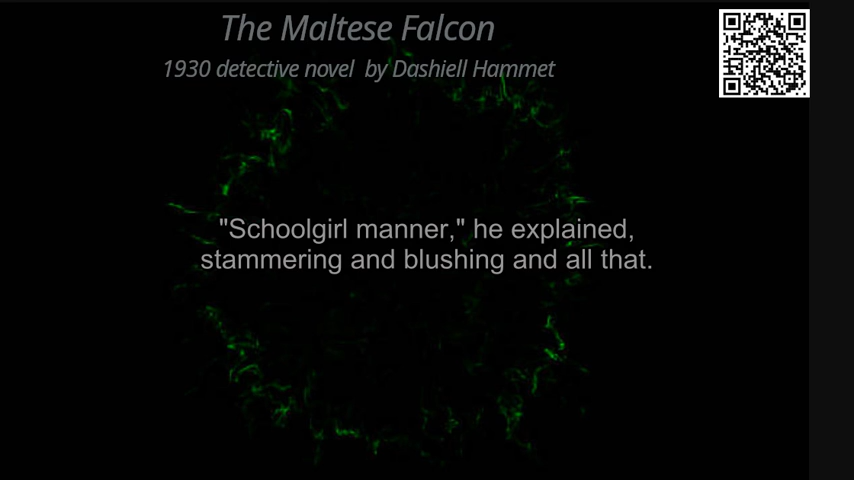 The Maltese Falcon
1930 detective novel  by Dashiell Hammet
"Schoolgirl manner," he explained,
stammering and blushing and all that.